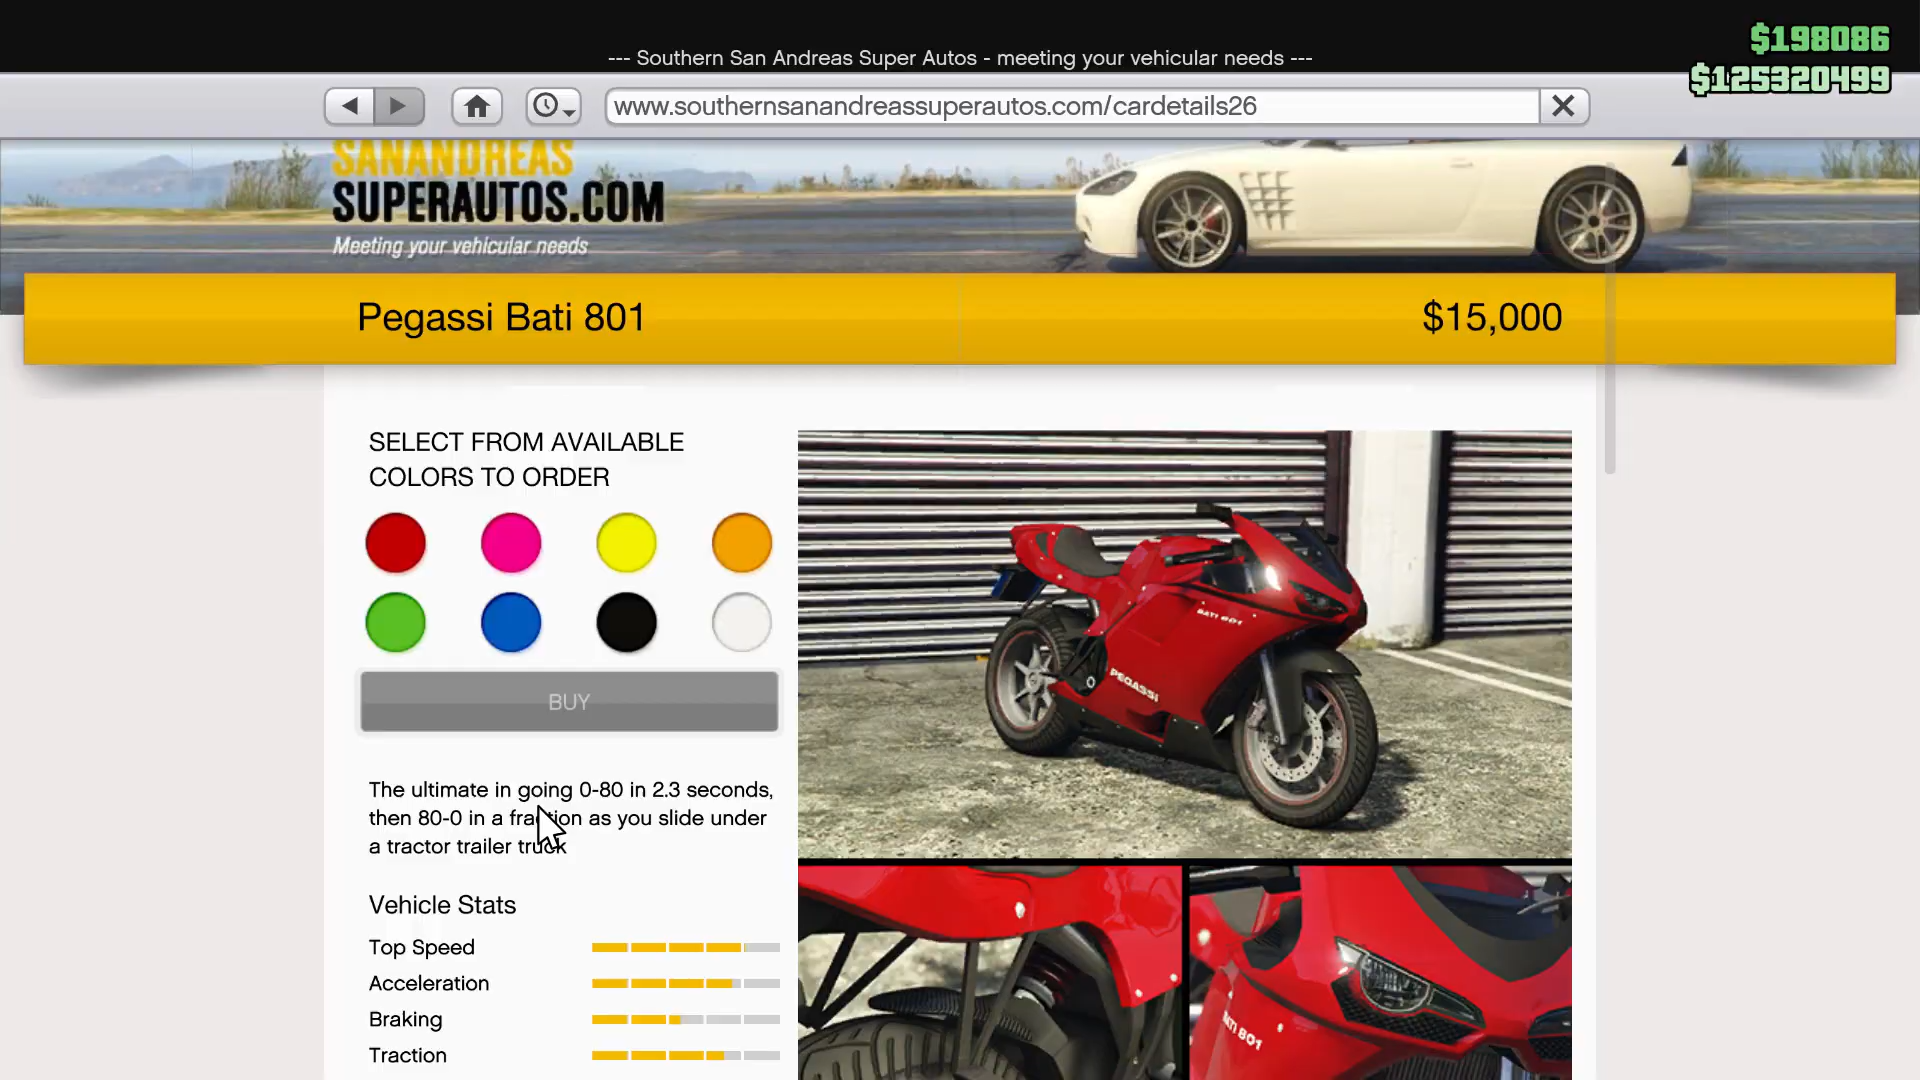 --- Southern San Andreas Super Autos - meeting your vehicular needs ---
$198086
$125320499
www.southernsanandreassuperautos.com/cardetails26
SANANDREAS
SUPERAUTOS.COM
Meeting your vehicular needs
Pegassi Bati 801
$15,000
SELECT FROM AVAILABLE
COLORS TO ORDER
BUY
The ultimate in going 0-80 in 2.3 seconds,
then 80-0 in a fraction as you slide under
a tractor trailer truck
Vehicle Stats
Top Speed
Acceleration
Braking
Traction
BATI 801
PEGASSI
BATI 801